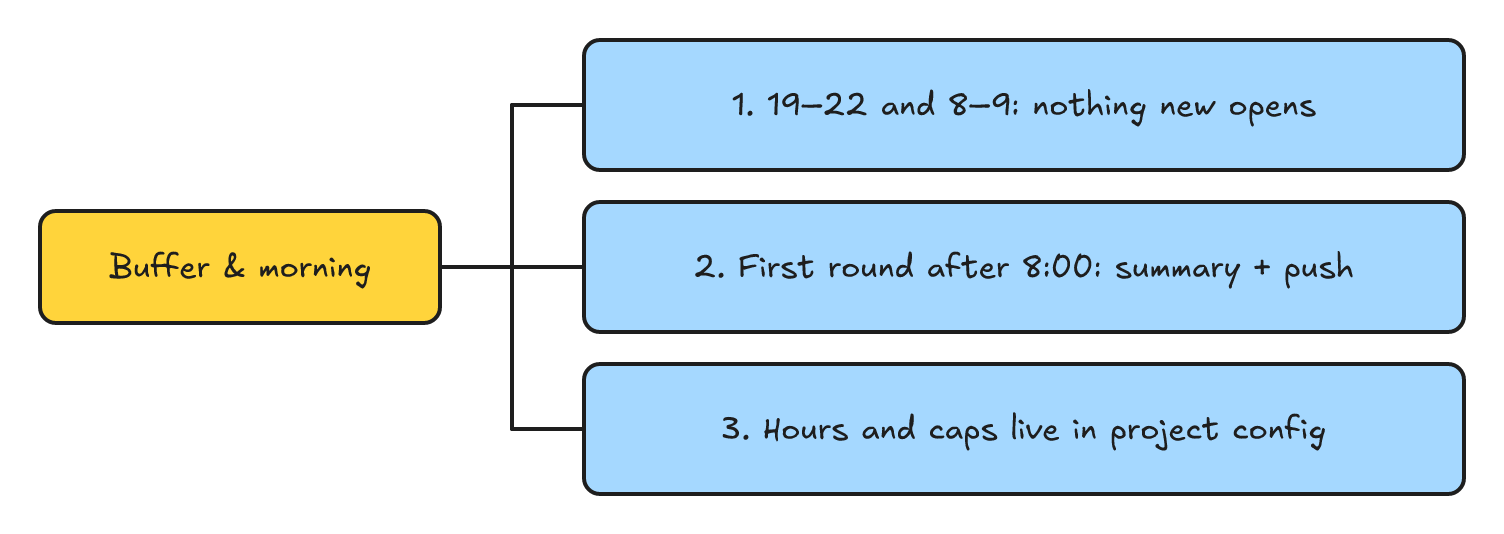 Buffer & morning
1. 19–22 and 8–9: nothing new opens
2. First round after 8:00: summary + push
3. Hours and caps live in project config